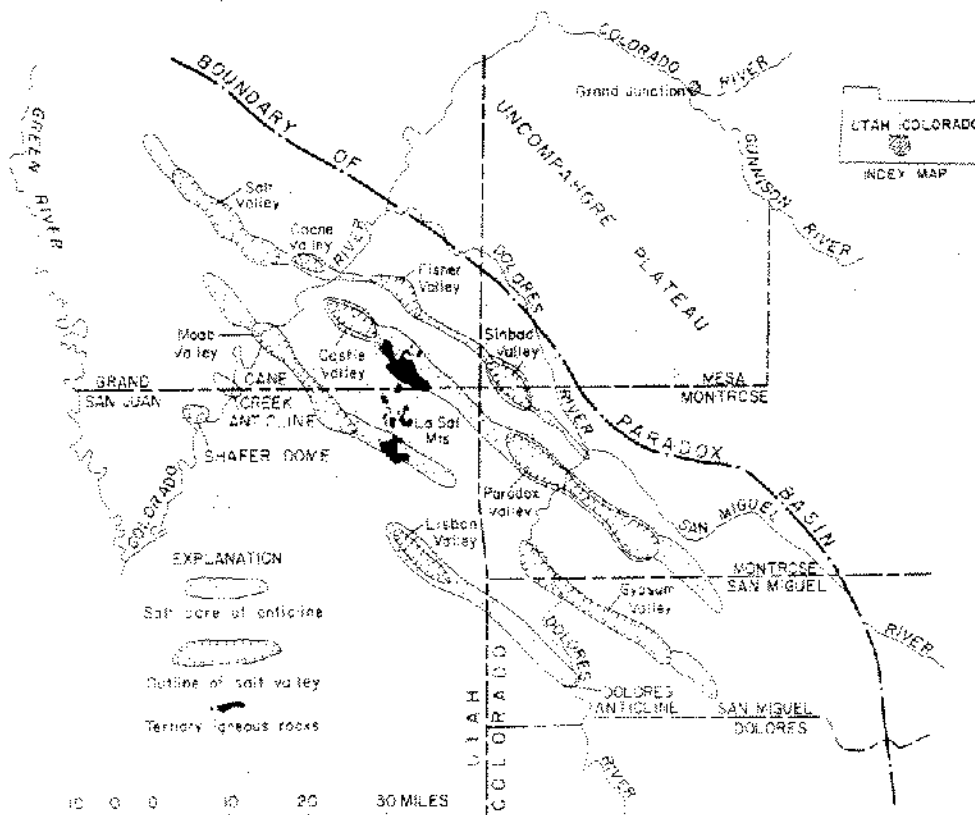 COLORADO
RIVER
Grand Junction
BOUNDARY
OF
PARADOX
BASIN
UNCOMPAHGRE
PLATEAU
GUNNISON
RIVER
UTAH COLORADO
INDEX MAP
GREEN
RIVER
Salt
Valley
Cache
Valley
RIVER
Fisher
Valley
DOLORES
RIVER
Moab
Valley
Castle
Valley
Sinbad
Valley
GRAND
SAN JUAN
CANE
CREEK
ANTICLINE
MESA
MONTROSE
La Sal
Mts
SHAFER DOME
COLORADO
Paradox
Valley
SAN MIGUEL
RIVER
Lisbon
Valley
MONTROSE
SAN MIGUEL
Gypsum
Valley
DOLORES
RIVER
DOLORES
ANTICLINE
SAN MIGUEL
DOLORES
UTAH
COLORADO
EXPLANATION
Salt core of anticline
Outline of salt valley
Tertiary igneous rocks
10 0 0 10 20 30 MILES